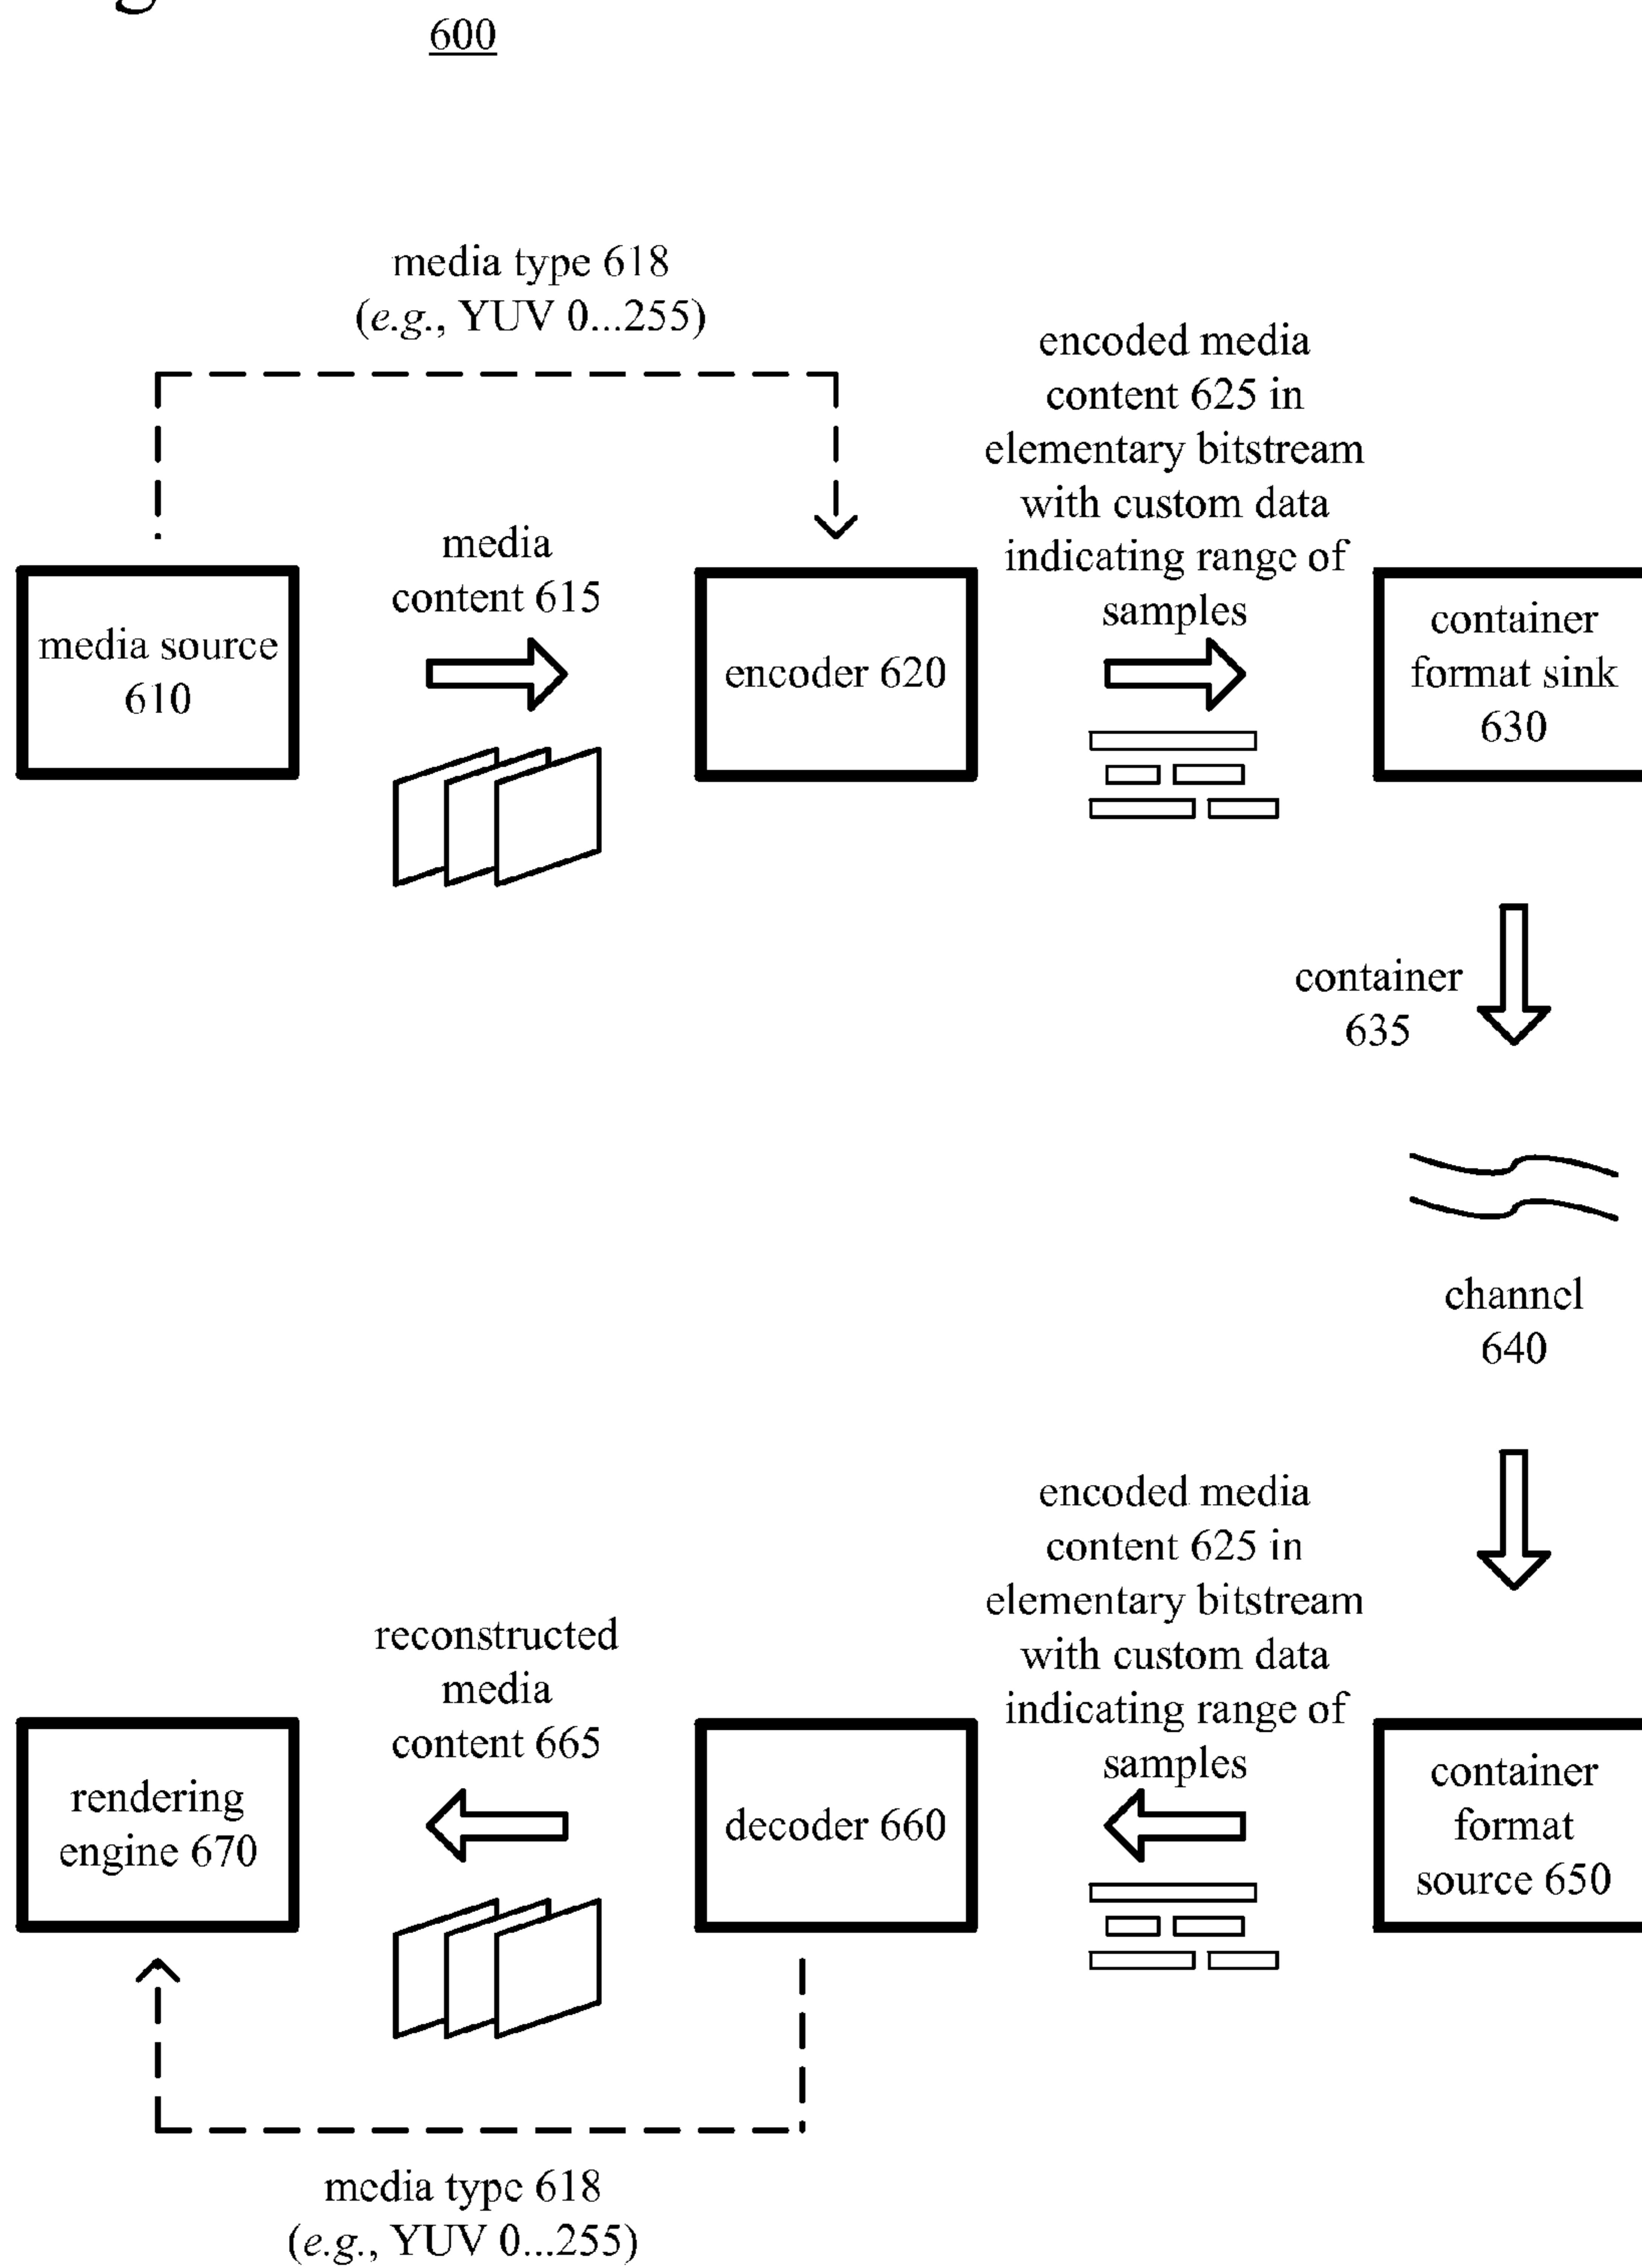 600
media type 618
(e.g., YUV 0...255)
encoded media
content 625 in
elementary bitstream
with custom data
indicating range of
samples
media
content 615
media source
610
encoder 620
container
format sink
630
container
635
channel
640
encoded media
content 625 in
elementary bitstream
with custom data
indicating range of
samples
reconstructed
media
content 665
rendering
engine 670
decoder 660
container
format
source 650
media type 618
(e.g., YUV 0...255)